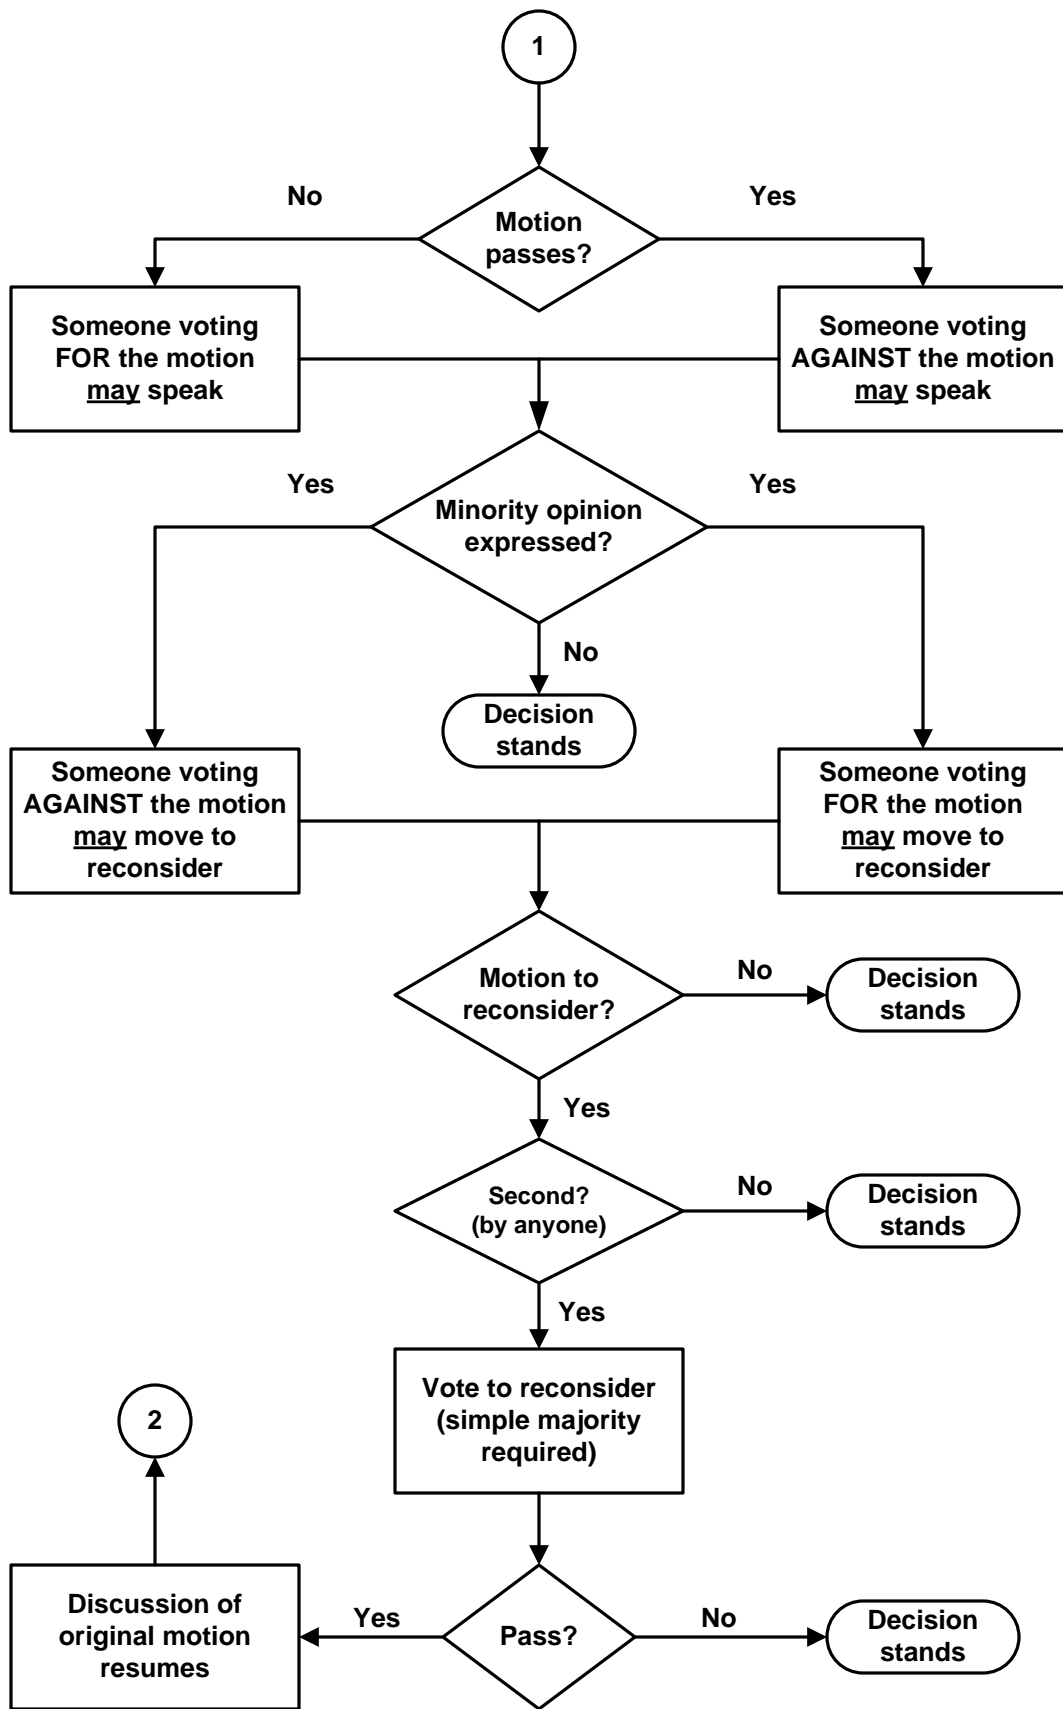 1
No
Yes
Motion
passes?
Someone voting
FOR the motion
may speak
Someone voting
AGAINST the motion
may speak
Yes
Yes
Minority opinion
expressed?
No
Decision
stands
Someone voting
AGAINST the motion
may move to
reconsider
Someone voting
FOR the motion
may move to
reconsider
Motion to
reconsider?
No
Decision
stands
Yes
Second?
(by anyone)
No
Decision
stands
Yes
Vote to reconsider
(simple majority
required)
2
Discussion of
original motion
resumes
Yes
Pass?
No
Decision
stands